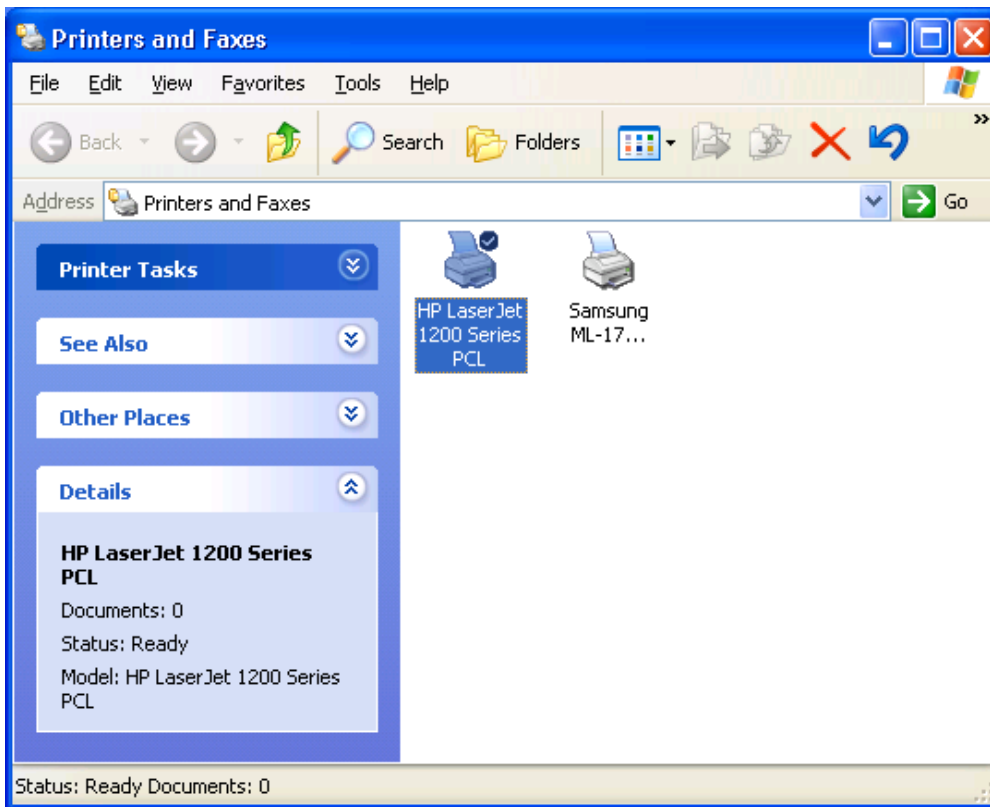 Printers and Faxes
File Edit View Favorites Tools Help
Back Search Folders »
Address Printers and Faxes Go
Printer Tasks
See Also
Other Places
Details
HP LaserJet 1200 Series
PCL
Documents: 0
Status: Ready
Model: HP LaserJet 1200 Series
PCL
HP LaserJet
1200 Series
PCL
Samsung
ML-17...
Status: Ready Documents: 0